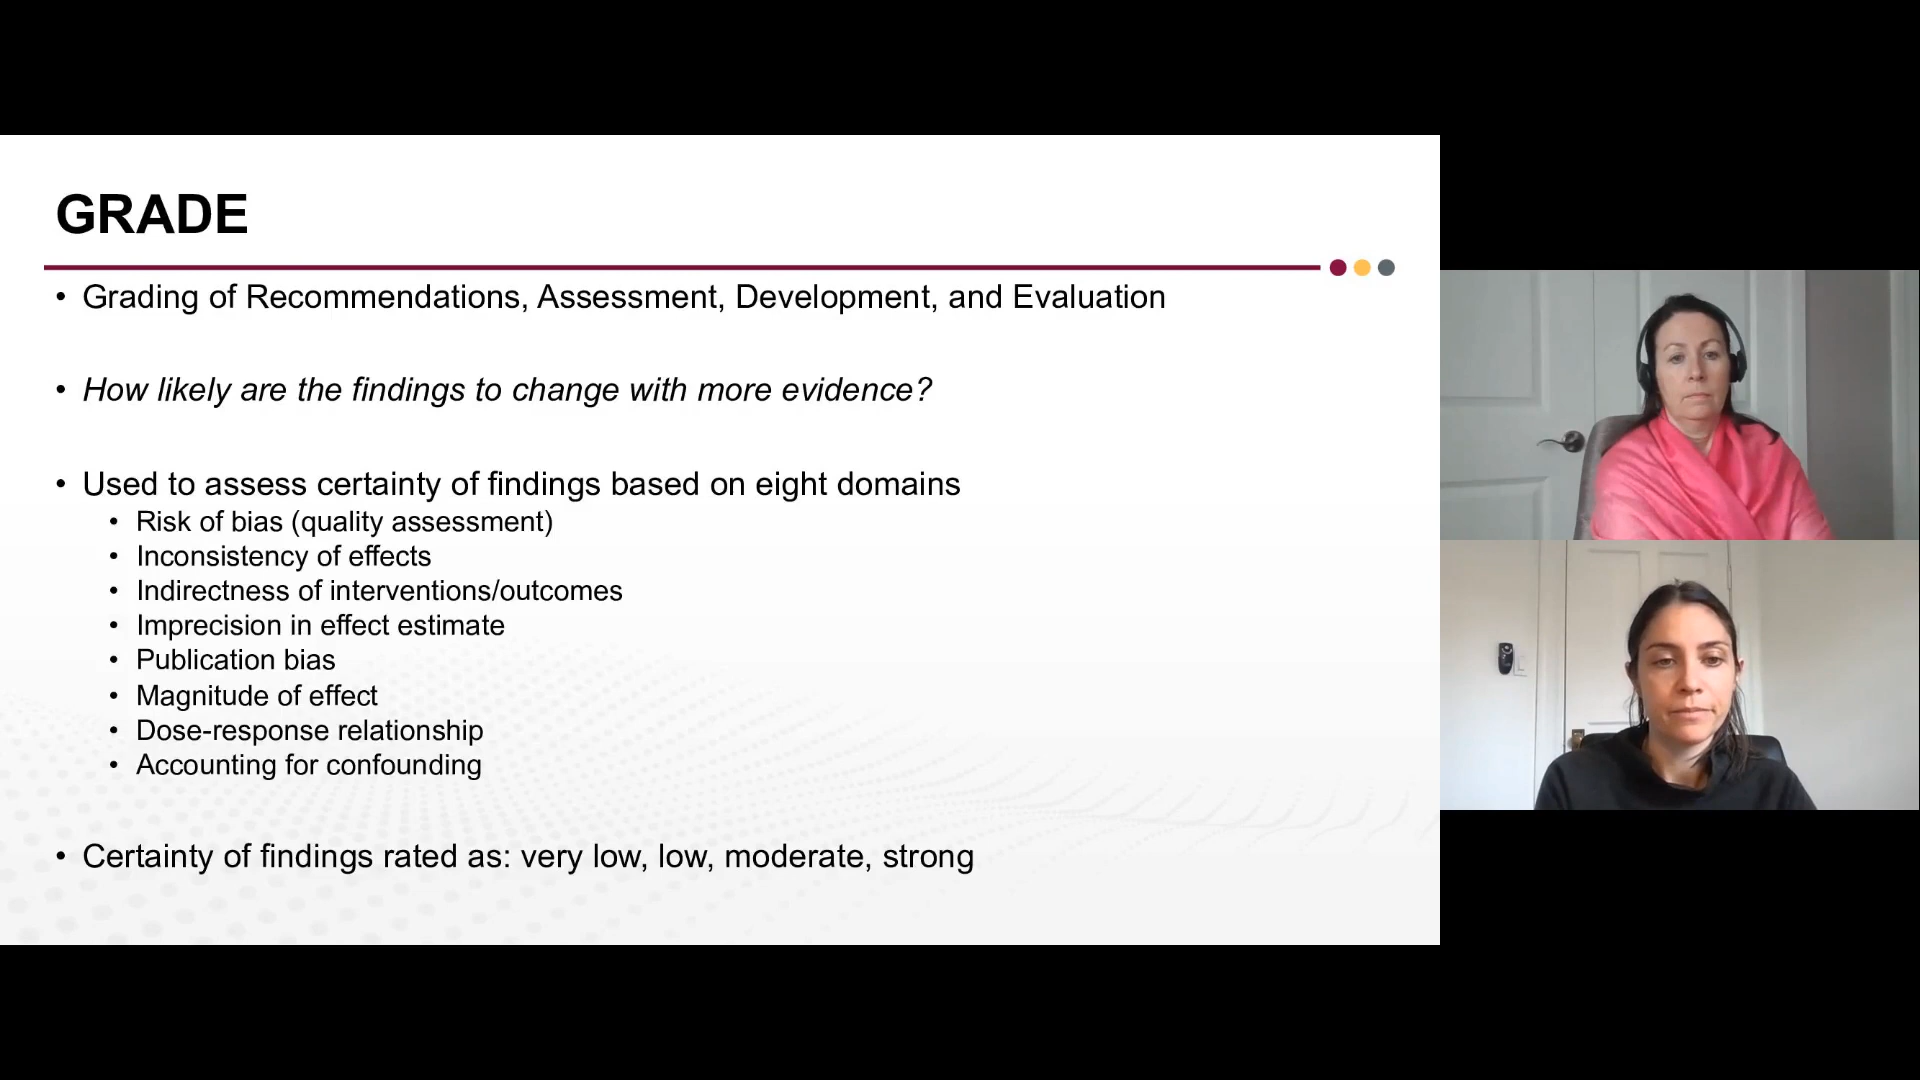 GRADE
• Grading of Recommendations, Assessment, Development, and Evaluation
• How likely are the findings to change with more evidence?
• Used to assess certainty of findings based on eight domains
• Risk of bias (quality assessment)
• Inconsistency of effects
• Indirectness of interventions/outcomes
• Imprecision in effect estimate
• Publication bias
• Magnitude of effect
• Dose-response relationship
• Accounting for confounding
• Certainty of findings rated as: very low, low, moderate, strong